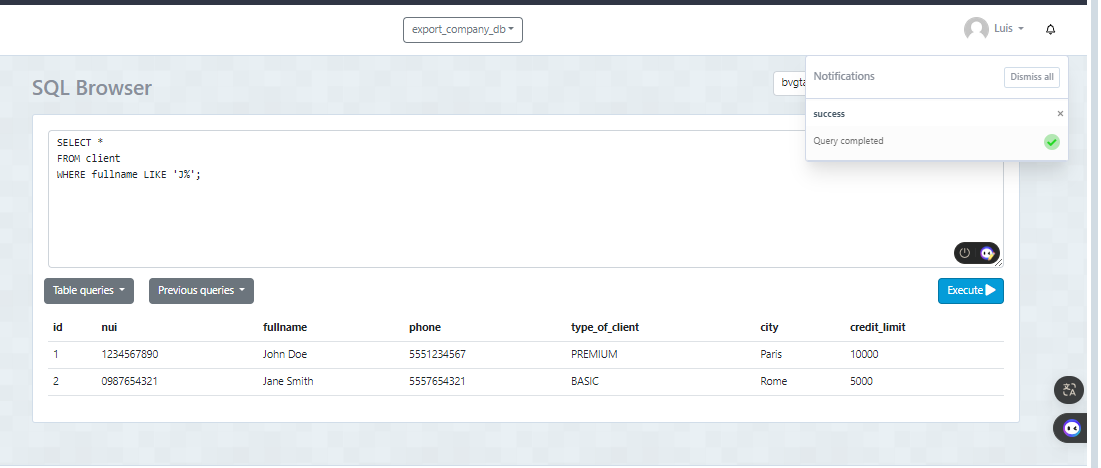 export_company_db
Luis
SQL Browser
Notifications
Dismiss all
success
×
Query completed
SELECT *
FROM client
WHERE fullname LIKE 'J%';
Table queries
Previous queries
Execute
id nui fullname phone type_of_client city credit_limit
1 1234567890 John Doe 5551234567 PREMIUM Paris 10000
2 0987654321 Jane Smith 5557654321 BASIC Rome 5000